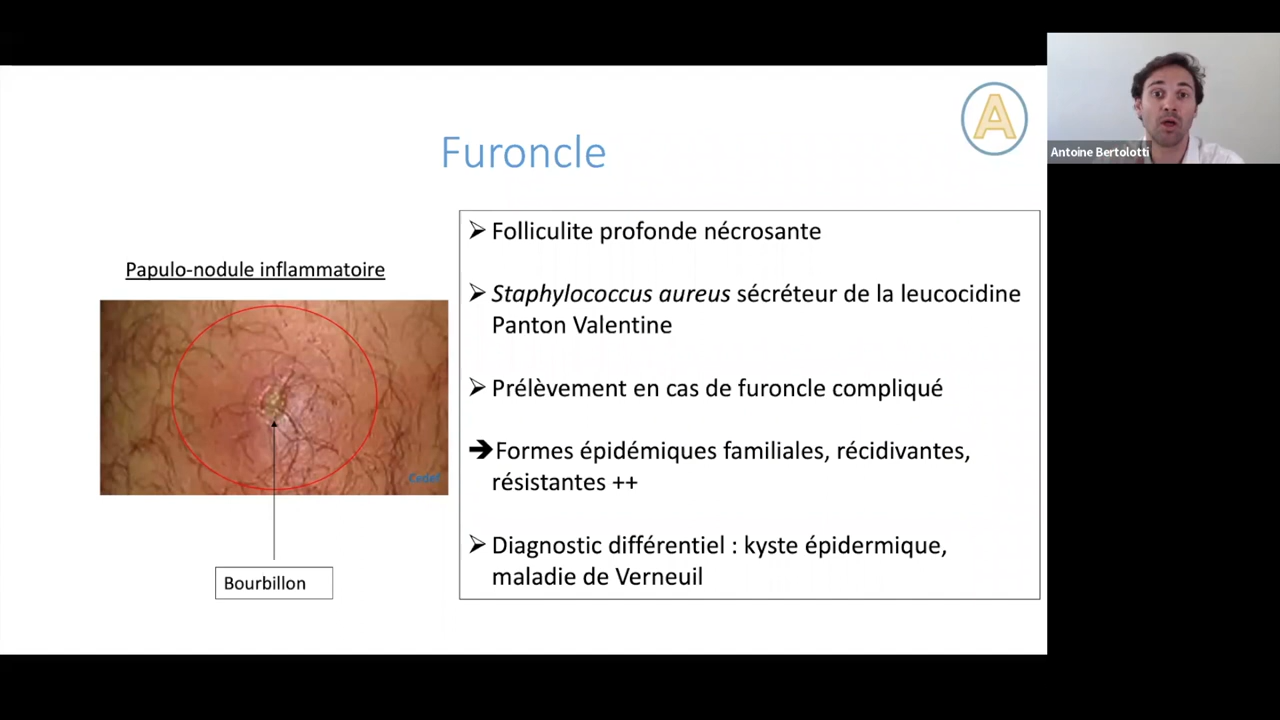 A
Furoncle
Antoine Bertolotti
Papulo-nodule inflammatoire
Cedef
Bourbillon
➢ Folliculite profonde nécrosante
➢ Staphylococcus aureus sécréteur de la leucocidine
Panton Valentine
➢ Prélèvement en cas de furoncle compliqué
➔Formes épidémiques familiales, récidivantes,
résistantes ++
➢ Diagnostic différentiel : kyste épidermique,
maladie de Verneuil